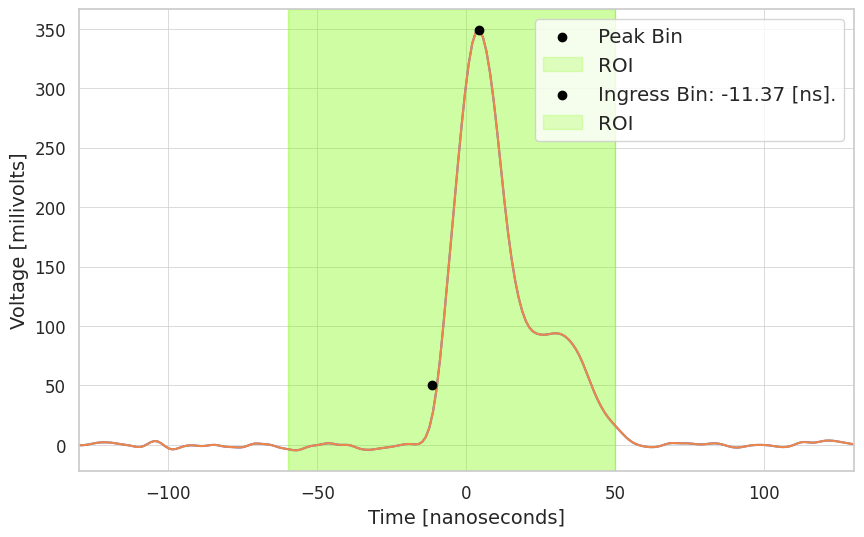 Peak Bin
ROI
Ingress Bin: -11.37 [ns].
ROI
350
300
250
200
150
100
50
0
Voltage [milivolts]
−100
−50
0
50
100
Time [nanoseconds]